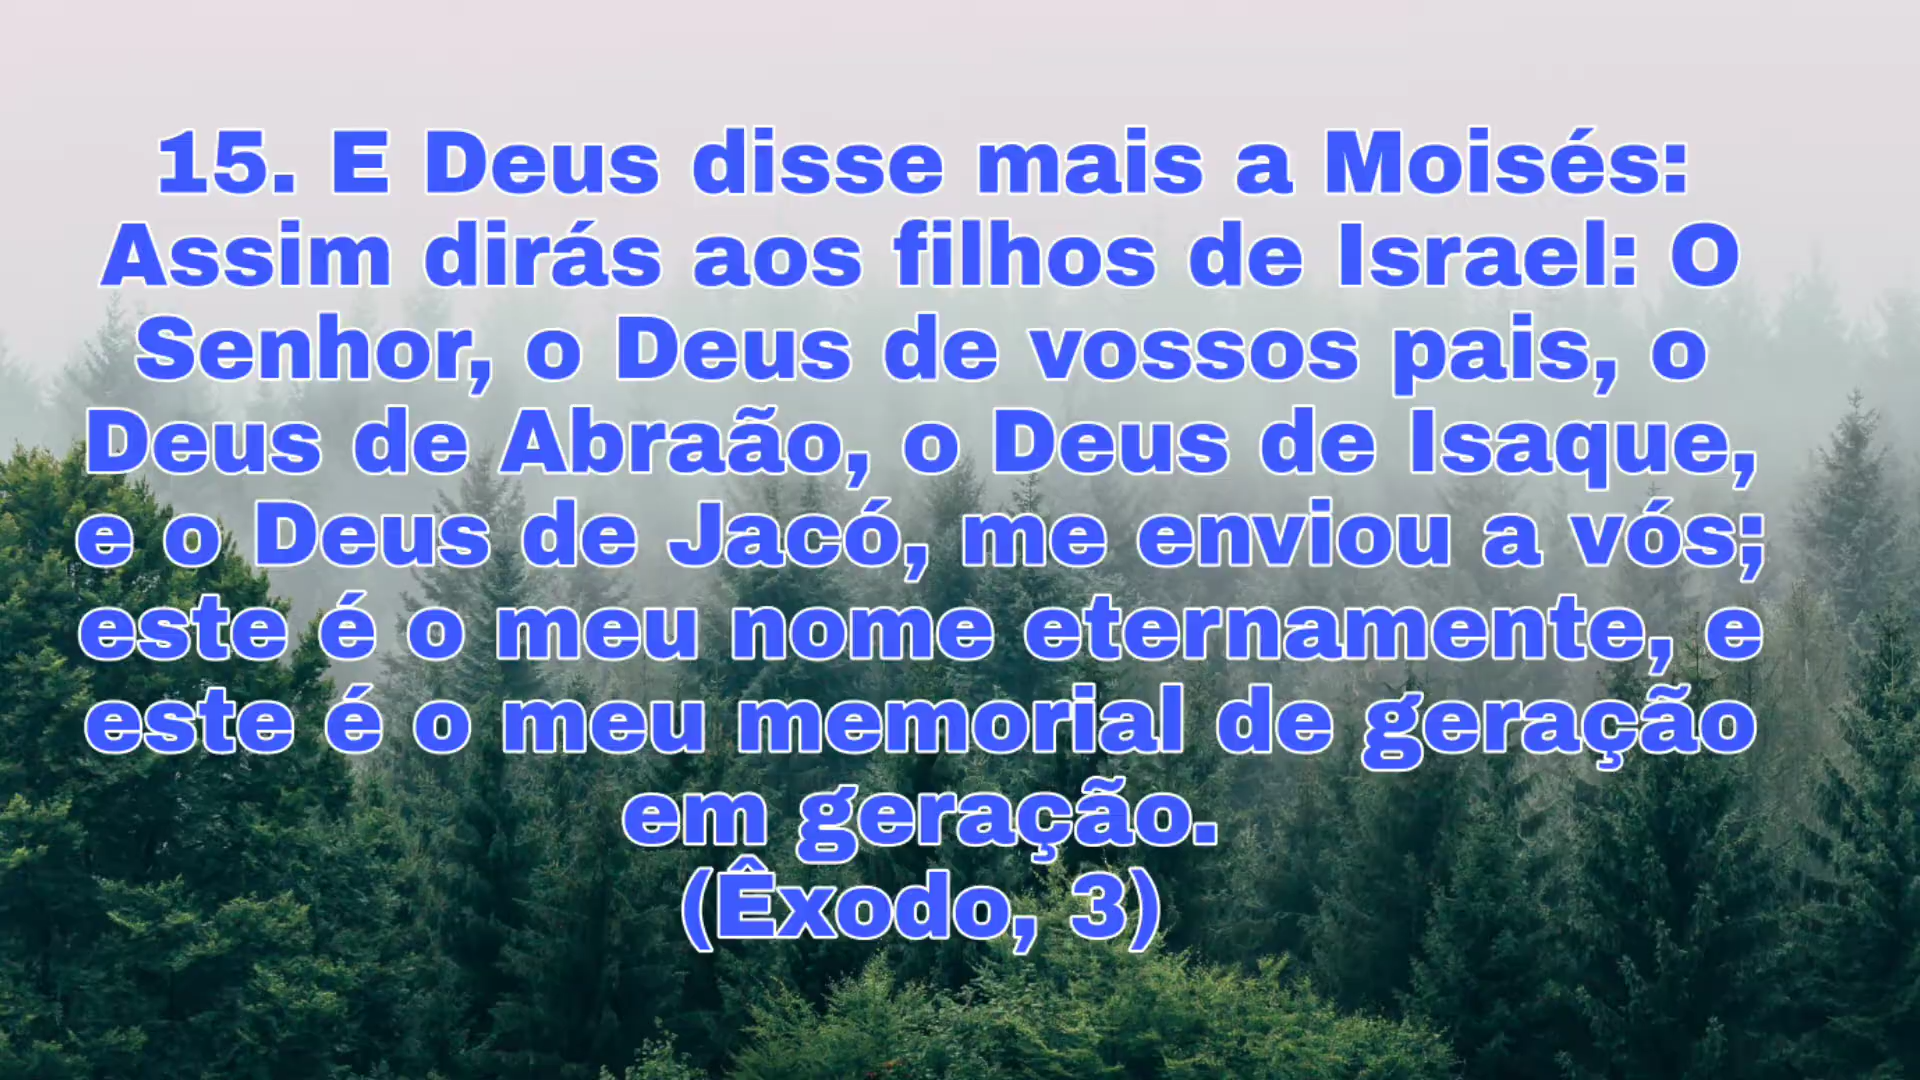 15. E Deus disse mais a Moisés:
Assim dirás aos filhos de Israel: O
Senhor, o Deus de vossos pais, o
Deus de Abraão, o Deus de Isaque,
e o Deus de Jacó, me enviou a vós;
este é o meu nome eternamente, e
este é o meu memorial de geração
em geração.
(Êxodo, 3)